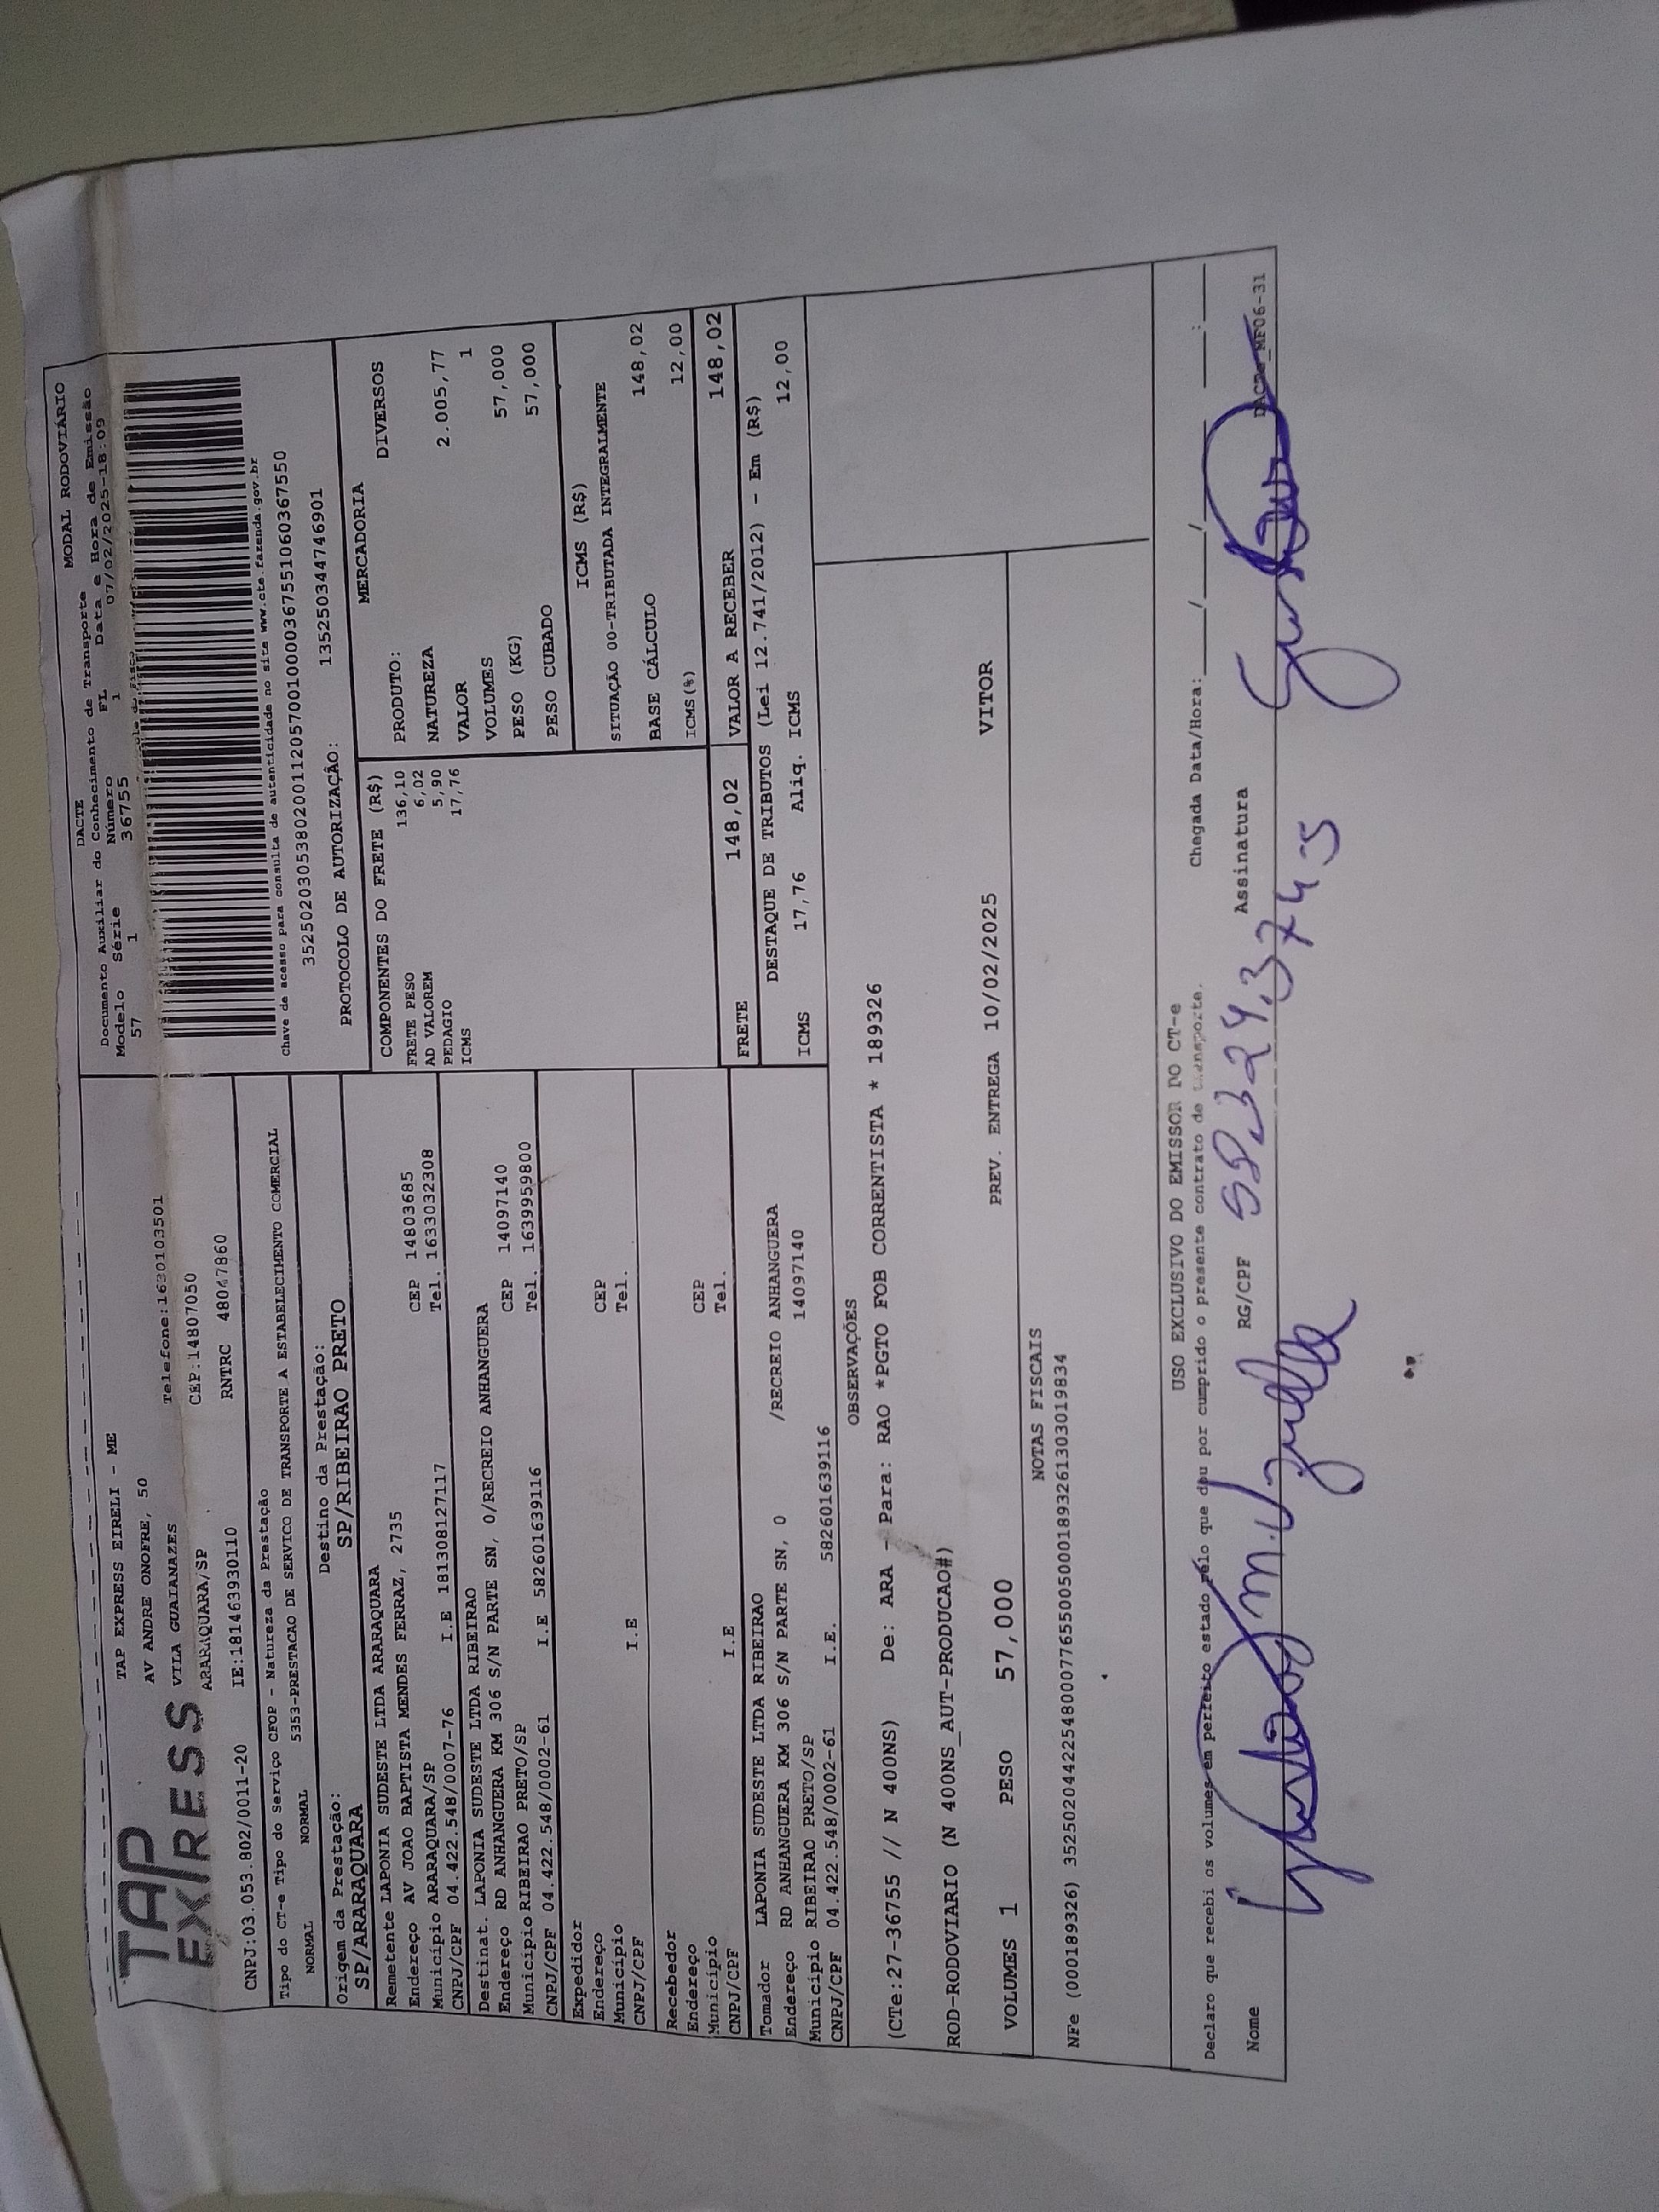 TAP EXPRESS
TAP EXPRESS EIRELI - ME
AV ANDRE ONOFRE, 50
VILA GUAIANAZES Telefone:1630103501
ARARAQUARA/SP CEP:14807050
CNPJ:03.053.802/0011-20 IE:181463930110 RNTRC 48047860
DACTE MODAL RODOVIÁRIO
Documento Auxiliar do Conhecimento de Transporte
Modelo Série Número FL Data e Hora de Emissão
57 1 36755 1 07/02/2025-18:09
chave de acesso para consulta de autenticidade no site www.cte.fazenda.gov.br
35250203053802001120570010000367551060367550
PROTOCOLO DE AUTORIZAÇÃO: 135250344746901
Tipo do CT-e Tipo do Serviço CFOP - Natureza da Prestação
NORMAL NORMAL 5353-PRESTACAO DE SERVICO DE TRANSPORTE A ESTABELECIMENTO COMERCIAL
Origem da Prestação: Destino da Prestação:
SP/ARARAQUARA SP/RIBEIRAO PRETO
Remetente LAPONIA SUDESTE LTDA ARARAQUARA
Endereço AV JOAO BAPTISTA MENDES FERRAZ, 2735 CEP 14803685
Município ARARAQUARA/SP Tel. 1633032308
CNPJ/CPF 04.422.548/0007-76 I.E 181308127117
Destinat. LAPONIA SUDESTE LTDA RIBEIRAO
Endereço RD ANHANGUERA KM 306 S/N PARTE SN, 0/RECREIO ANHANGUERA CEP 14097140
Município RIBEIRAO PRETO/SP Tel. 1639959800
CNPJ/CPF 04.422.548/0002-61 I.E 582601639116
Expedidor
Endereço CEP
Município Tel.
CNPJ/CPF I.E
Recebedor
Endereço CEP
Município Tel.
CNPJ/CPF I.E
Tomador LAPONIA SUDESTE LTDA RIBEIRAO
Endereço RD ANHANGUERA KM 306 S/N PARTE SN, 0 /RECREIO ANHANGUERA
Município RIBEIRAO PRETO/SP 14097140
CNPJ/CPF 04.422.548/0002-61 I.E. 582601639116
COMPONENTES DO FRETE (R$)
FRETE PESO 136,10
AD VALOREM 6,02
PEDAGIO 5,90
ICMS 17,76
MERCADORIA
PRODUTO: DIVERSOS
NATUREZA
VALOR 2.005,77
VOLUMES 1
PESO (KG) 57,000
PESO CUBADO 57,000
ICMS (R$)
SITUAÇÃO 00-TRIBUTADA INTEGRALMENTE
BASE CÁLCULO 148,02
ICMS(%) 12,00
FRETE 148,02 VALOR A RECEBER 148,02
DESTAQUE DE TRIBUTOS (Lei 12.741/2012) - Em (R$)
ICMS 17,76 Aliq. ICMS 12,00
OBSERVAÇÕES
(CTe:27-36755 // N 400NS) De: ARA - Para: RAO *PGTO FOB CORRENTISTA * 189326
ROD-RODOVIARIO (N 400NS_AUT-PRODUCAO#)
VOLUMES 1 PESO 57,000 PREV. ENTREGA 10/02/2025 VITOR
NOTAS FISCAIS
NFe (000189326) 35250204422548000776550050001893261303019834
USO EXCLUSIVO DO EMISSOR DO CT-e
Declaro que recebi os volumes em perfeito estado pelo que dou por cumprido o presente contrato de transporte. Chegada Data/Hora:____/____/____ ____:____
Nome RG/CPF 59.324.374-5 Assinatura